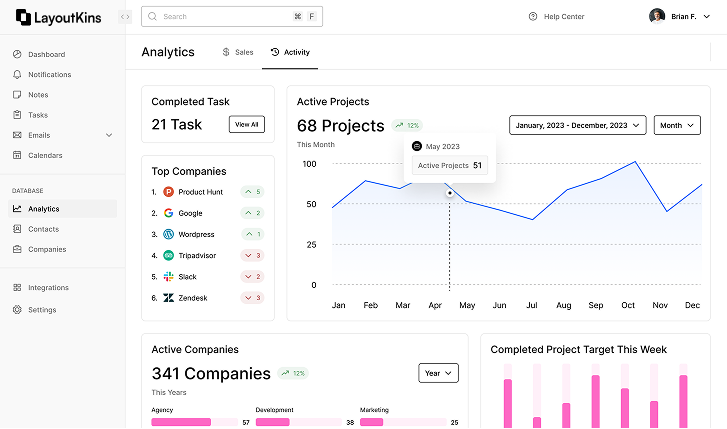 LayoutKins
Search
⌘ F
Help Center
Brian F.
Dashboard
Notifications
Notes
Tasks
Emails
Calendars
DATABASE
Analytics
Contacts
Companies
Integrations
Settings
Analytics
Sales
Activity
Completed Task
21 Task
View All
Top Companies
1. Product Hunt 5
2. Google 2
3. Wordpress 1
4. Tripadvisor 3
5. Slack 2
6. Zendesk 3
Active Projects
68 Projects 12%
This Month
January, 2023 - December, 2023
Month
May 2023
Active Projects 51
100
50
25
0
Jan Feb Mar Apr May Jun Jul Aug Sep Oct Nov Dec
Active Companies
341 Companies 12%
This Years
Year
Agency Development Marketing
57 38 25
Completed Project Target This Week